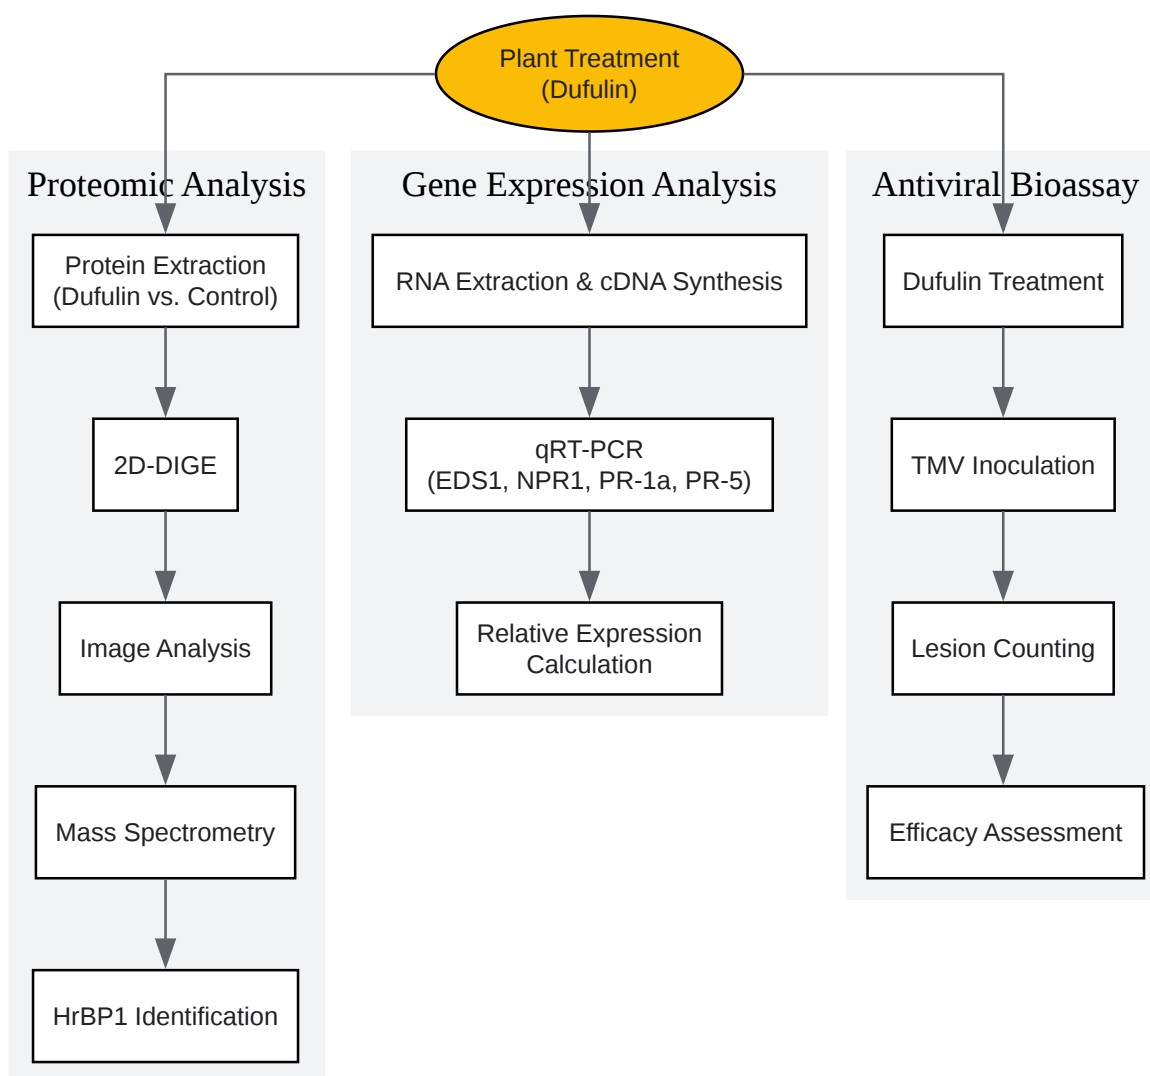 Plant Treatment
(Dufulin)
Proteomic Analysis
Protein Extraction
(Dufulin vs. Control)
2D-DIGE
Image Analysis
Mass Spectrometry
HrBP1 Identification
Gene Expression Analysis
RNA Extraction & cDNA Synthesis
qRT-PCR
(EDS1, NPR1, PR-1a, PR-5)
Relative Expression
Calculation
Antiviral Bioassay
Dufulin Treatment
TMV Inoculation
Lesion Counting
Efficacy Assessment